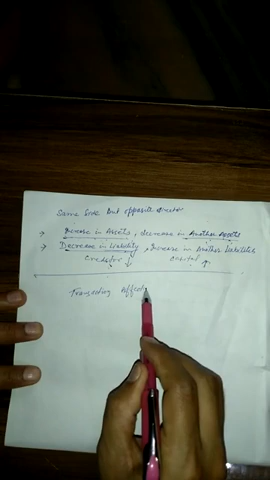 Same Side But opposite direction
→ Increase in Assets, decrease in Another Assets
→ Decrease in Liability, Increase in Another Liabilities
Creditor ↓ Capital ↑
Transaction Affect